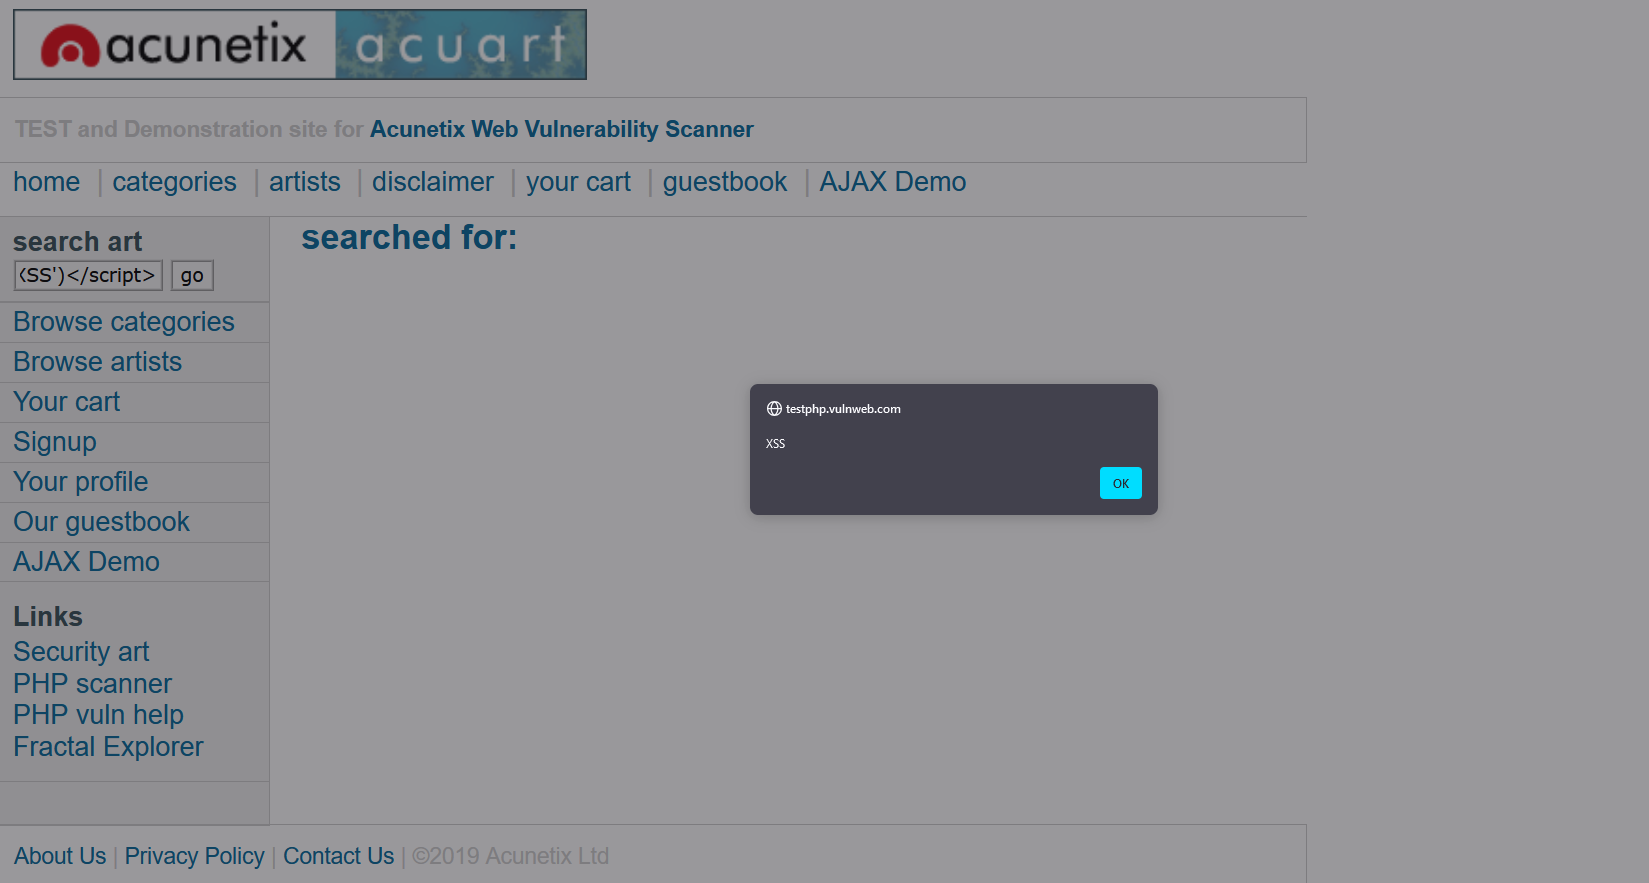 acunetix acuart
TEST and Demonstration site for Acunetix Web Vulnerability Scanner
home | categories | artists | disclaimer | your cart | guestbook | AJAX Demo
search art
SS')</script> go
Browse categories
Browse artists
Your cart
Signup
Your profile
Our guestbook
AJAX Demo
Links
Security art
PHP scanner
PHP vuln help
Fractal Explorer
searched for:
testphp.vulnweb.com
XSS
OK
About Us | Privacy Policy | Contact Us | ©2019 Acunetix Ltd